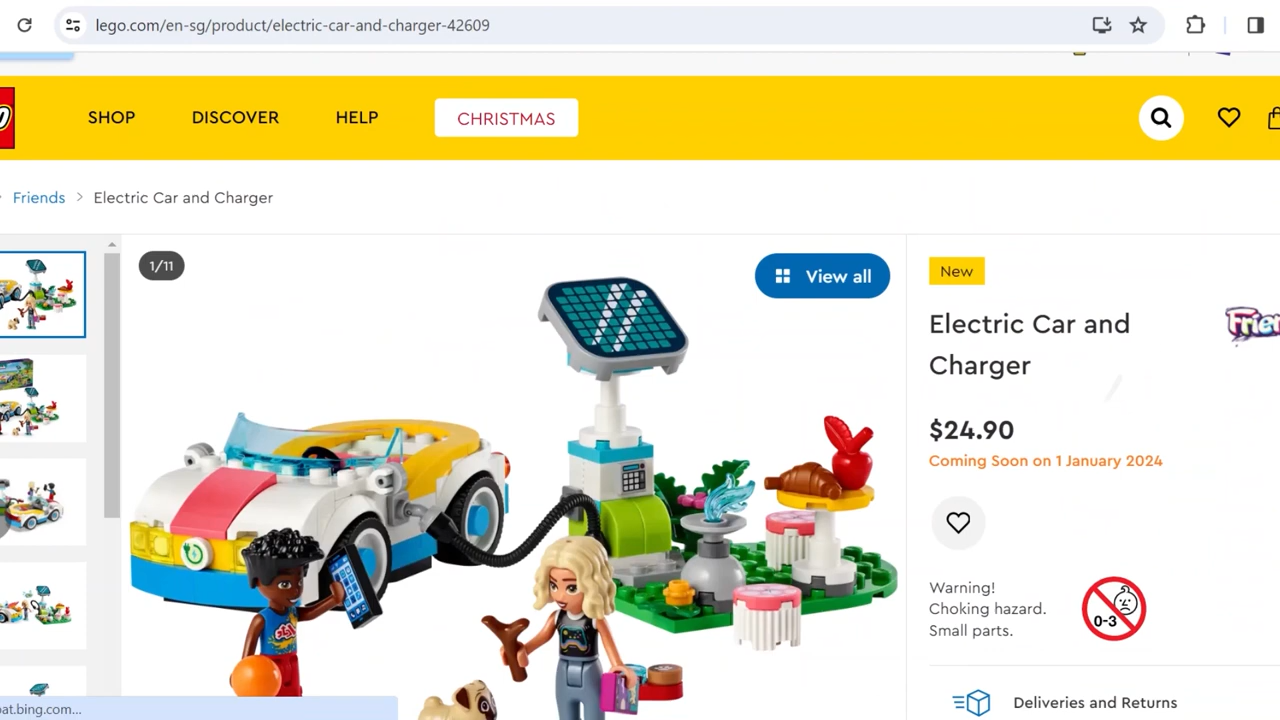 lego.com/en-sg/product/electric-car-and-charger-42609
SHOP DISCOVER HELP CHRISTMAS
Friends > Electric Car and Charger
1/11
View all
New
Electric Car and
Charger
$24.90
Coming Soon on 1 January 2024
Warning!
Choking hazard.
Small parts.
0-3
Deliveries and Returns
at.bing.com...